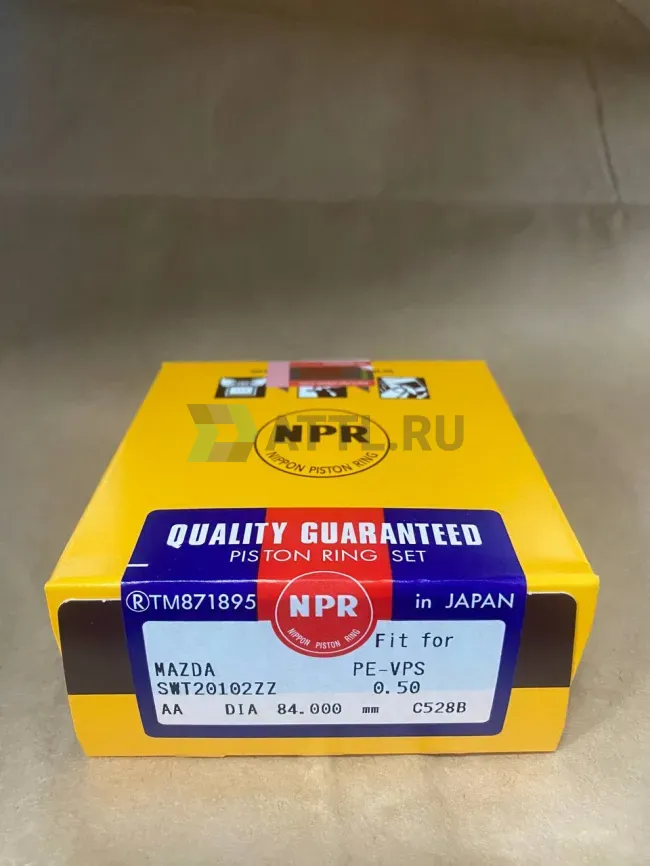 NPR
NIPPON PISTON RING
ATTL.RU
QUALITY GUARANTEED
PISTON RING SET
®TM871895
NPR
NIPPON PISTON RING
in JAPAN
Fit for
MAZDA PE-VPS
SWT20102ZZ 0.50
AA DIA 84.000 mm C528B